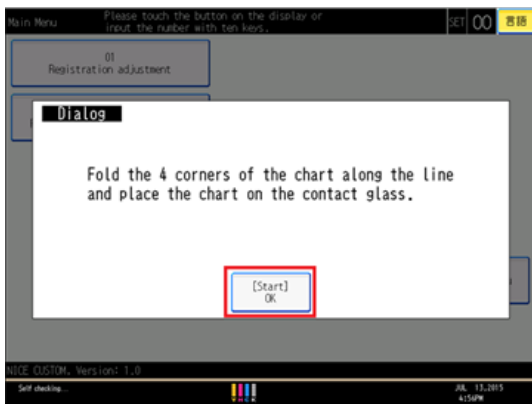 Main Menu
Please touch the button on the display or
input the number with ten keys.
SET 00
言語
01
Registration adjustment
Dialog
Fold the 4 corners of the chart along the line
and place the chart on the contact glass.
[Start]
OK
NICE CUSTOM. Version: 1.0
Self checking...
Y M C K
JUL 13,2015
4:56PM